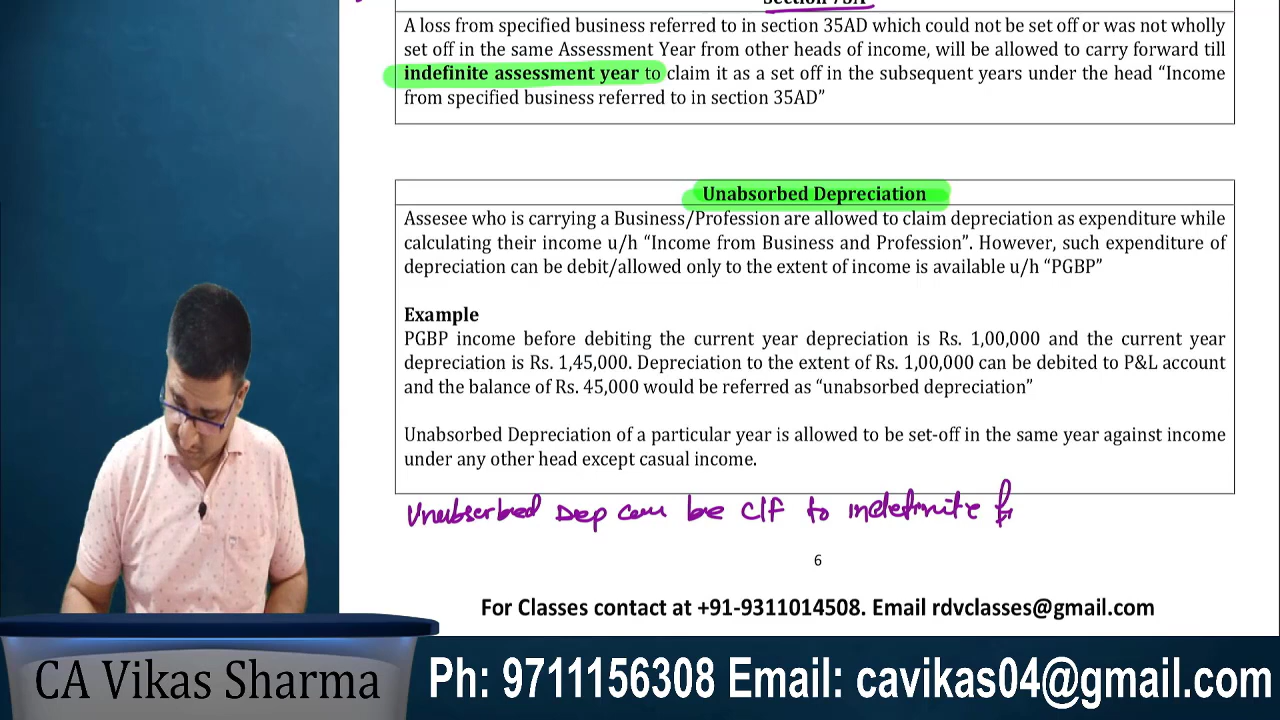 Section 73A
A loss from specified business referred to in section 35AD which could not be set off or was not wholly
set off in the same Assessment Year from other heads of income, will be allowed to carry forward till
indefinite assessment year to claim it as a set off in the subsequent years under the head “Income
from specified business referred to in section 35AD”
Unabsorbed Depreciation
Assesee who is carrying a Business/Profession are allowed to claim depreciation as expenditure while
calculating their income u/h “Income from Business and Profession”. However, such expenditure of
depreciation can be debit/allowed only to the extent of income is available u/h “PGBP”
Example
PGBP income before debiting the current year depreciation is Rs. 1,00,000 and the current year
depreciation is Rs. 1,45,000. Depreciation to the extent of Rs. 1,00,000 can be debited to P&L account
and the balance of Rs. 45,000 would be referred as “unabsorbed depreciation”
Unabsorbed Depreciation of a particular year is allowed to be set-off in the same year against income
under any other head except casual income.
Unabsorbed Dep can be C/F to indefinite
6
For Classes contact at +91-9311014508. Email rdvclasses@gmail.com
CA Vikas Sharma
Ph: 9711156308 Email: cavikas04@gmail.com